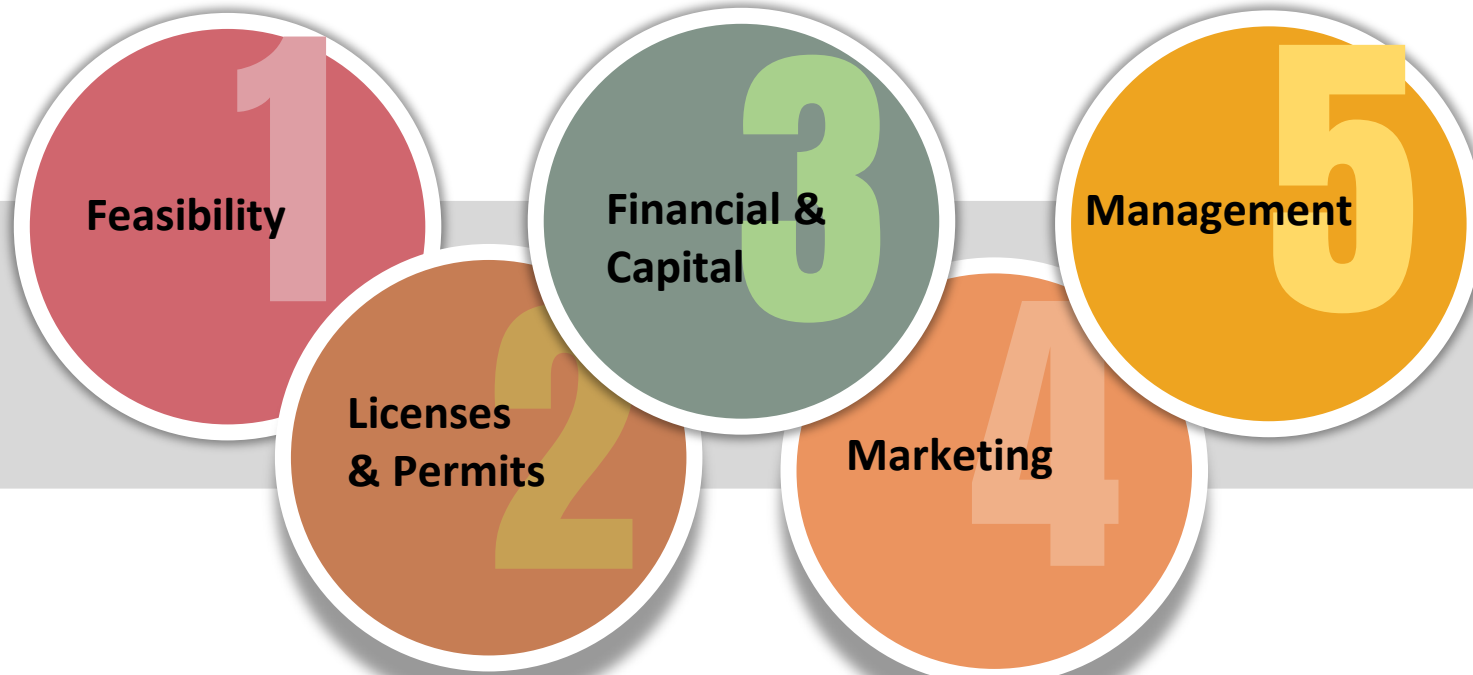 1
Feasibility
2
Licenses
& Permits
3
Financial &
Capital
4
Marketing
5
Management